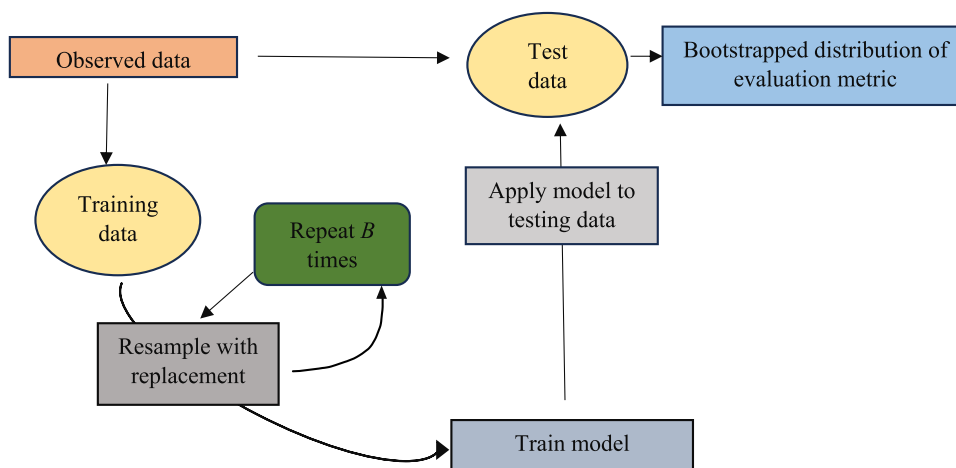 Observed data
Test
data
Bootstrapped distribution of
evaluation metric
Training
data
Repeat B
times
Apply model to
testing data
Resample with
replacement
Train model